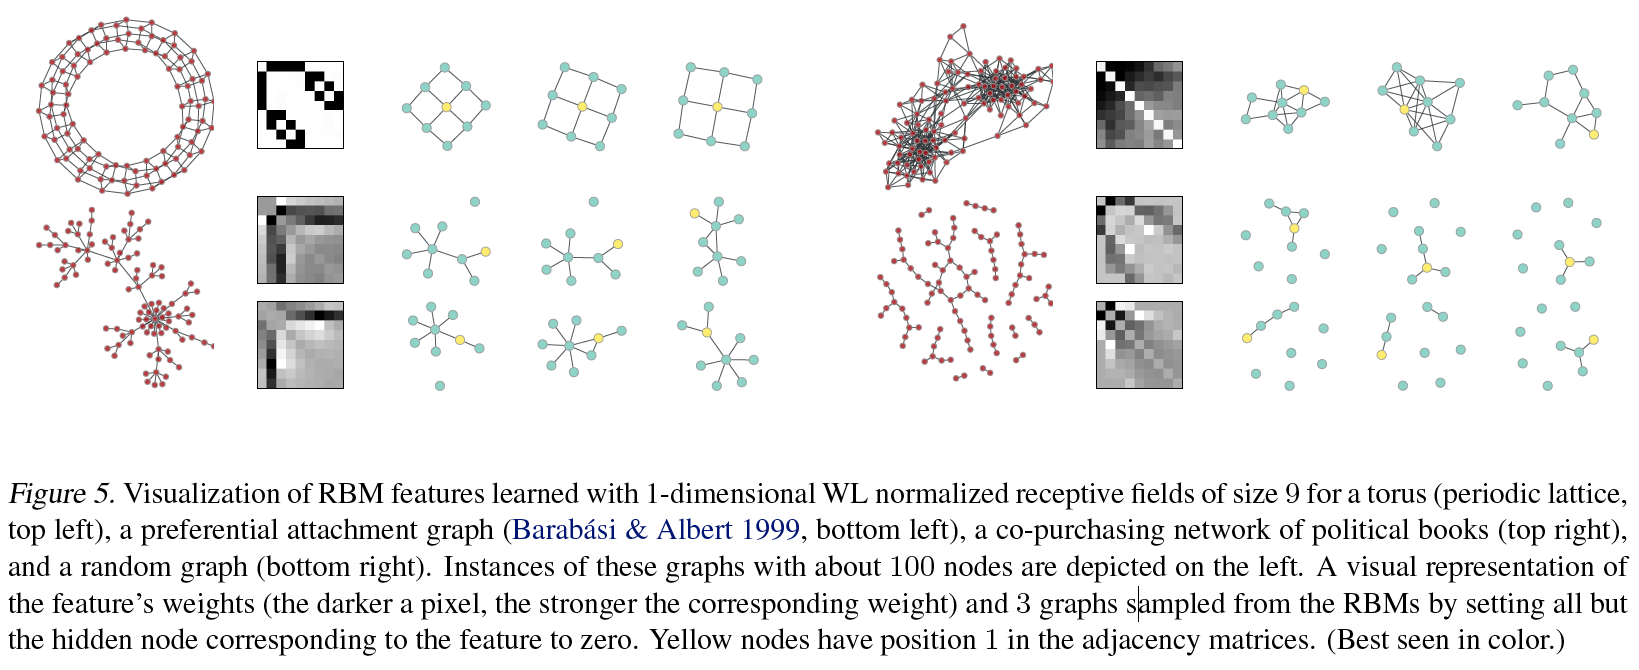 Figure 5. Visualization of RBM features learned with 1-dimensional WL normalized receptive fields of size 9 for a torus (periodic lattice,
top left), a preferential attachment graph (Barabási & Albert 1999, bottom left), a co-purchasing network of political books (top right),
and a random graph (bottom right). Instances of these graphs with about 100 nodes are depicted on the left. A visual representation of
the feature's weights (the darker a pixel, the stronger the corresponding weight) and 3 graphs sampled from the RBMs by setting all but
the hidden node corresponding to the feature to zero. Yellow nodes have position 1 in the adjacency matrices. (Best seen in color.)